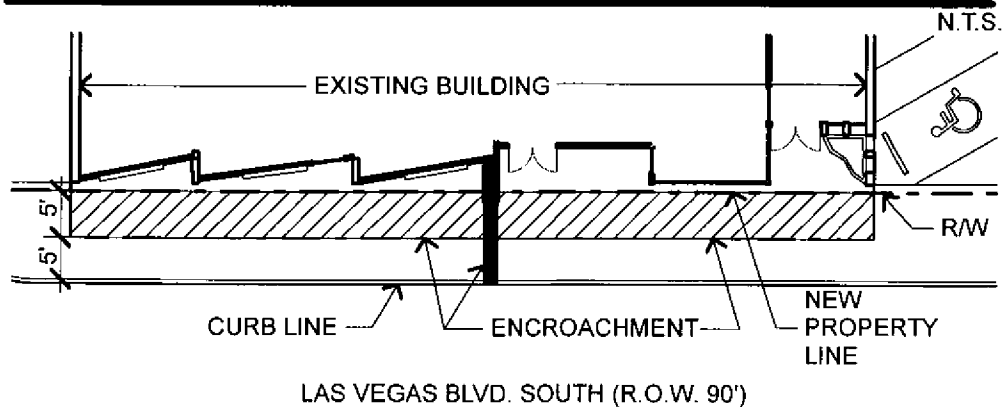 N.T.S.
EXISTING BUILDING
5'
5'
R/W
CURB LINE
ENCROACHMENT
NEW
PROPERTY
LINE
LAS VEGAS BLVD. SOUTH (R.O.W. 90')